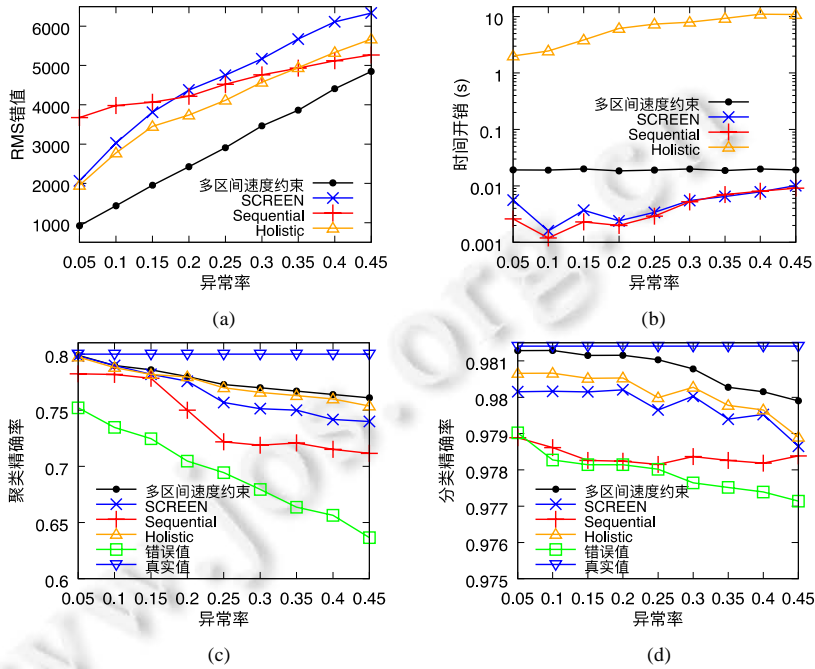 6000
5000
4000
3000
2000
1000
RMS错值
多区间速度约束
SCREEN
Sequential
Holistic
0.05 0.1 0.15 0.2 0.25 0.3 0.35 0.4 0.45
异常率
(a)
10
1
0.1
0.01
0.001
时间开销 (s)
多区间速度约束
SCREEN
Sequential
Holistic
0.05 0.1 0.15 0.2 0.25 0.3 0.35 0.4 0.45
异常率
(b)
0.8
0.75
0.7
0.65
0.6
聚类精确率
多区间速度约束
SCREEN
Sequential
Holistic
错误值
真实值
0.05 0.1 0.15 0.2 0.25 0.3 0.35 0.4 0.45
异常率
(c)
0.981
0.98
0.979
0.978
0.977
0.976
0.975
分类精确率
多区间速度约束
SCREEN
Sequential
Holistic
错误值
真实值
0.05 0.1 0.15 0.2 0.25 0.3 0.35 0.4 0.45
异常率
(d)